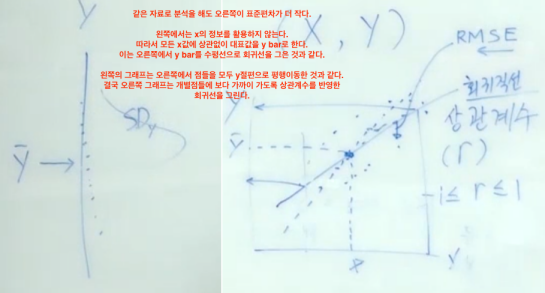 Y
같은 자료로 분석을 해도 오른쪽이 표준편차가 더 작다.
왼쪽에서는 x의 정보를 활용하지 않는다.
따라서 모든 x값에 상관없이 대표값을 y bar로 한다.
이는 오른쪽에서 y bar를 수평선으로 회귀선을 그은 것과 같다.
왼쪽의 그래프는 오른쪽에서 점들을 모두 y절편으로 평행이동한 것과 같다.
결국 오른쪽 그래프는 개별점들에 보다 가까이 가도록 상관계수를 반영한
회귀선을 그린다.
(X, Y)
RMSE
회귀직선
상관계수
(r)
-1≤ r ≤ 1
SDy
Y̅
Y
Y̅